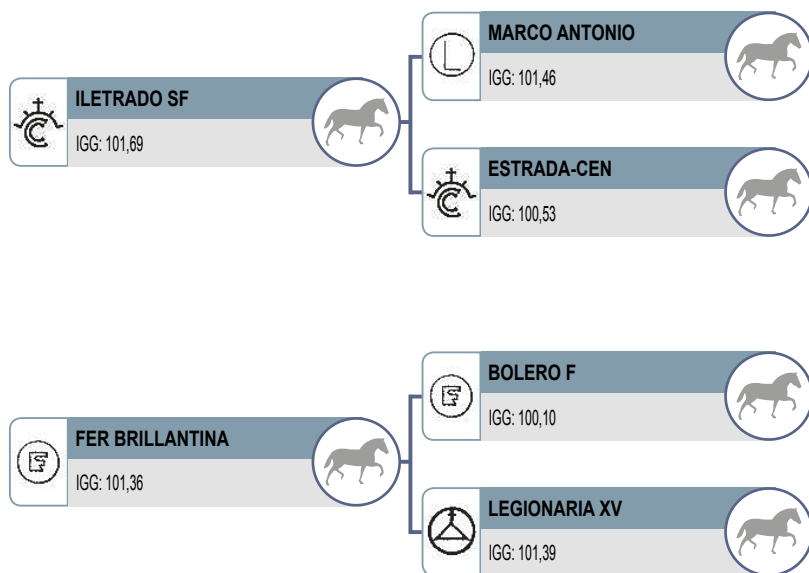 MARCO ANTONIO
IGG: 101,46
ILETRADO SF
IGG: 101,69
ESTRADA-CEN
IGG: 100,53
BOLERO F
IGG: 100,10
FER BRILLANTINA
IGG: 101,36
LEGIONARIA XV
IGG: 101,39